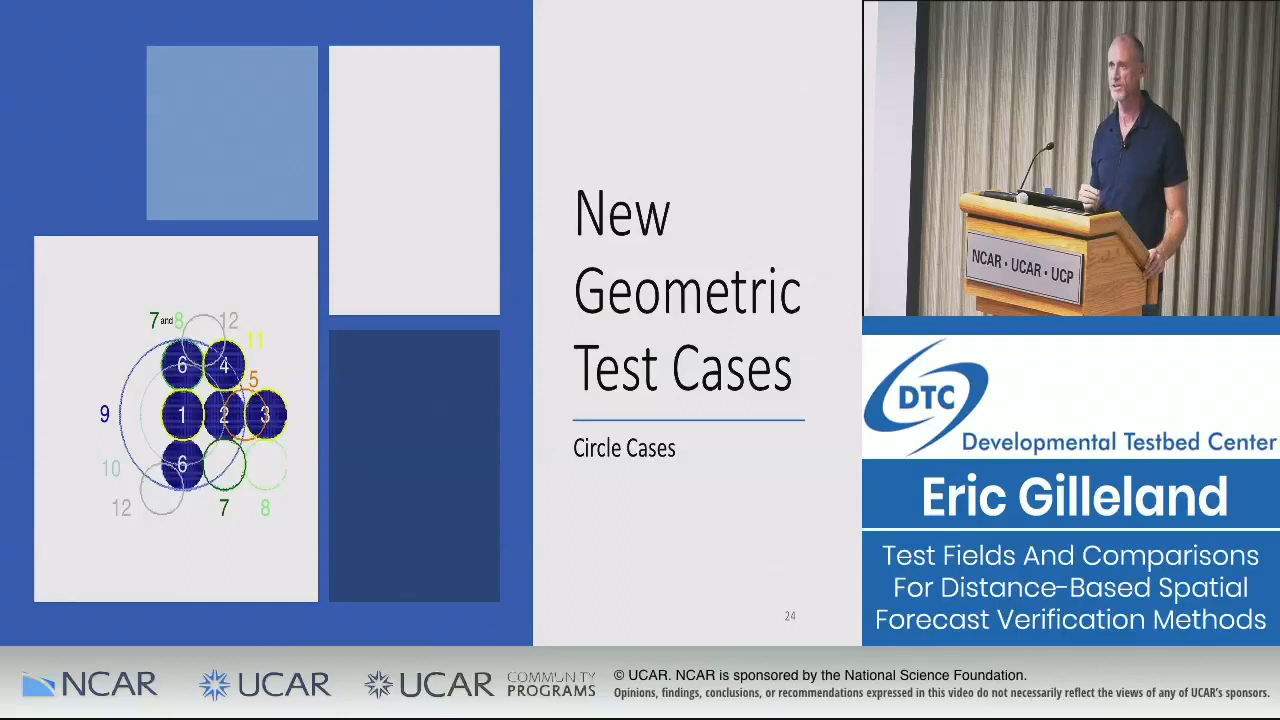 New
Geometric
Test Cases
Circle Cases
7 and 8
12
11
6
4
5
9
1
2
3
10
6
12
7
8
24
NCAR • UCAR • UCP
DTC
Developmental Testbed Center
Eric Gilleland
Test Fields And Comparisons
For Distance-Based Spatial
Forecast Verification Methods
NCAR
UCAR
UCAR
COMMUNITY
PROGRAMS
© UCAR. NCAR is sponsored by the National Science Foundation.
Opinions, findings, conclusions, or recommendations expressed in this video do not necessarily reflect the views of any of UCAR's sponsors.